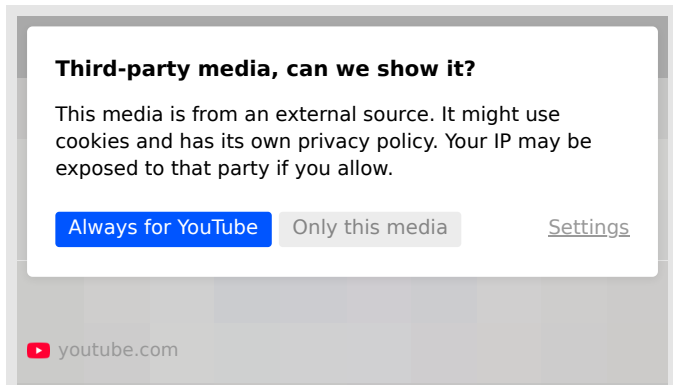 Third-party media, can we show it?
This media is from an external source. It might use
cookies and has its own privacy policy. Your IP may be
exposed to that party if you allow.
Always for YouTube
Only this media
Settings
youtube.com